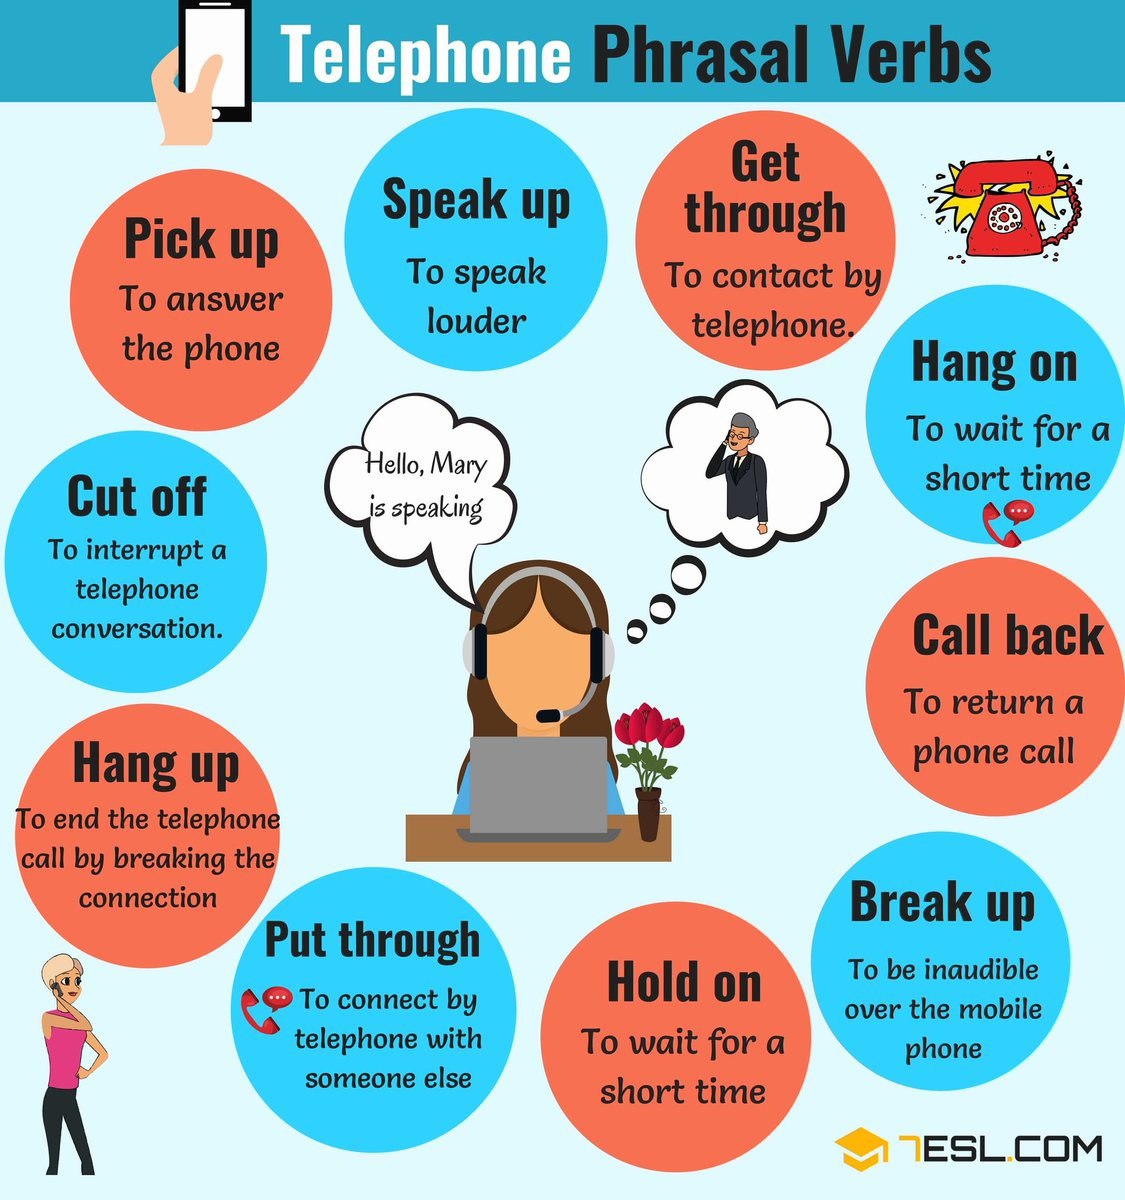 Telephone Phrasal Verbs
Pick up
To answer
the phone
Speak up
To speak
louder
Get
through
To contact by
telephone.
Hang on
To wait for a
short time
Cut off
To interrupt a
telephone
conversation.
Hello, Mary
is speaking
Call back
To return a
phone call
Hang up
To end the telephone
call by breaking the
connection
Put through
To connect by
telephone with
someone else
Hold on
To wait for a
short time
Break up
To be inaudible
over the mobile
phone
7ESL.COM